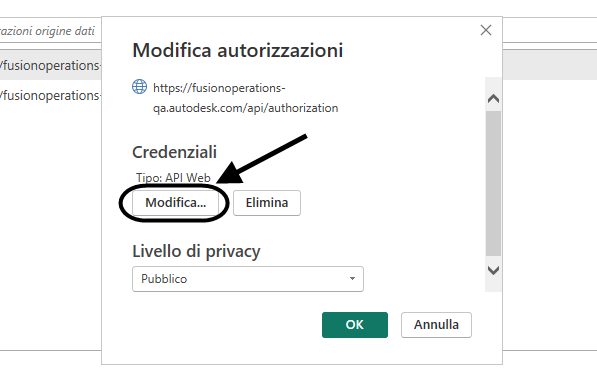 azioni origine dati
Modifica autorizzazioni
/fusionoperations-
https://fusionoperations-
qa.autodesk.com/api/authorization
/fusionoperations-
Credenziali
Tipo: API Web
Modifica...
Elimina
Livello di privacy
Pubblico
OK
Annulla